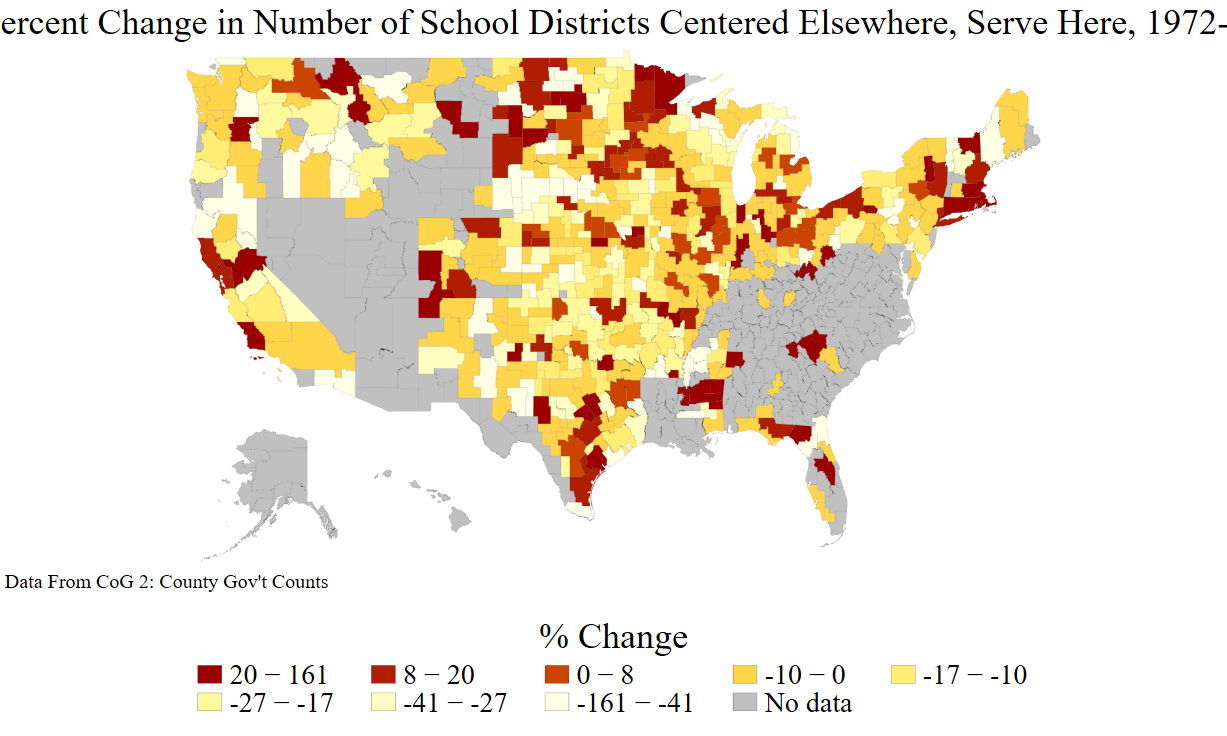 ercent Change in Number of School Districts Centered Elsewhere, Serve Here, 1972-
Data From CoG 2: County Gov't Counts
% Change
20 − 161 8 − 20 0 − 8 -10 − 0 -17 − -10
-27 − -17 -41 − -27 -161 − -41 No data